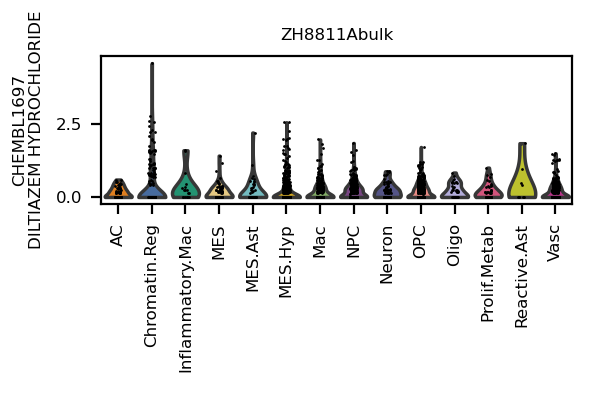 ZH8811Abulk
CHEMBL1697
DILTIAZEM HYDROCHLORIDE
2.5
0.0
AC
Chromatin.Reg
Inflammatory.Mac
MES
MES.Ast
MES.Hyp
Mac
NPC
Neuron
OPC
Oligo
Prolif.Metab
Reactive.Ast
Vasc